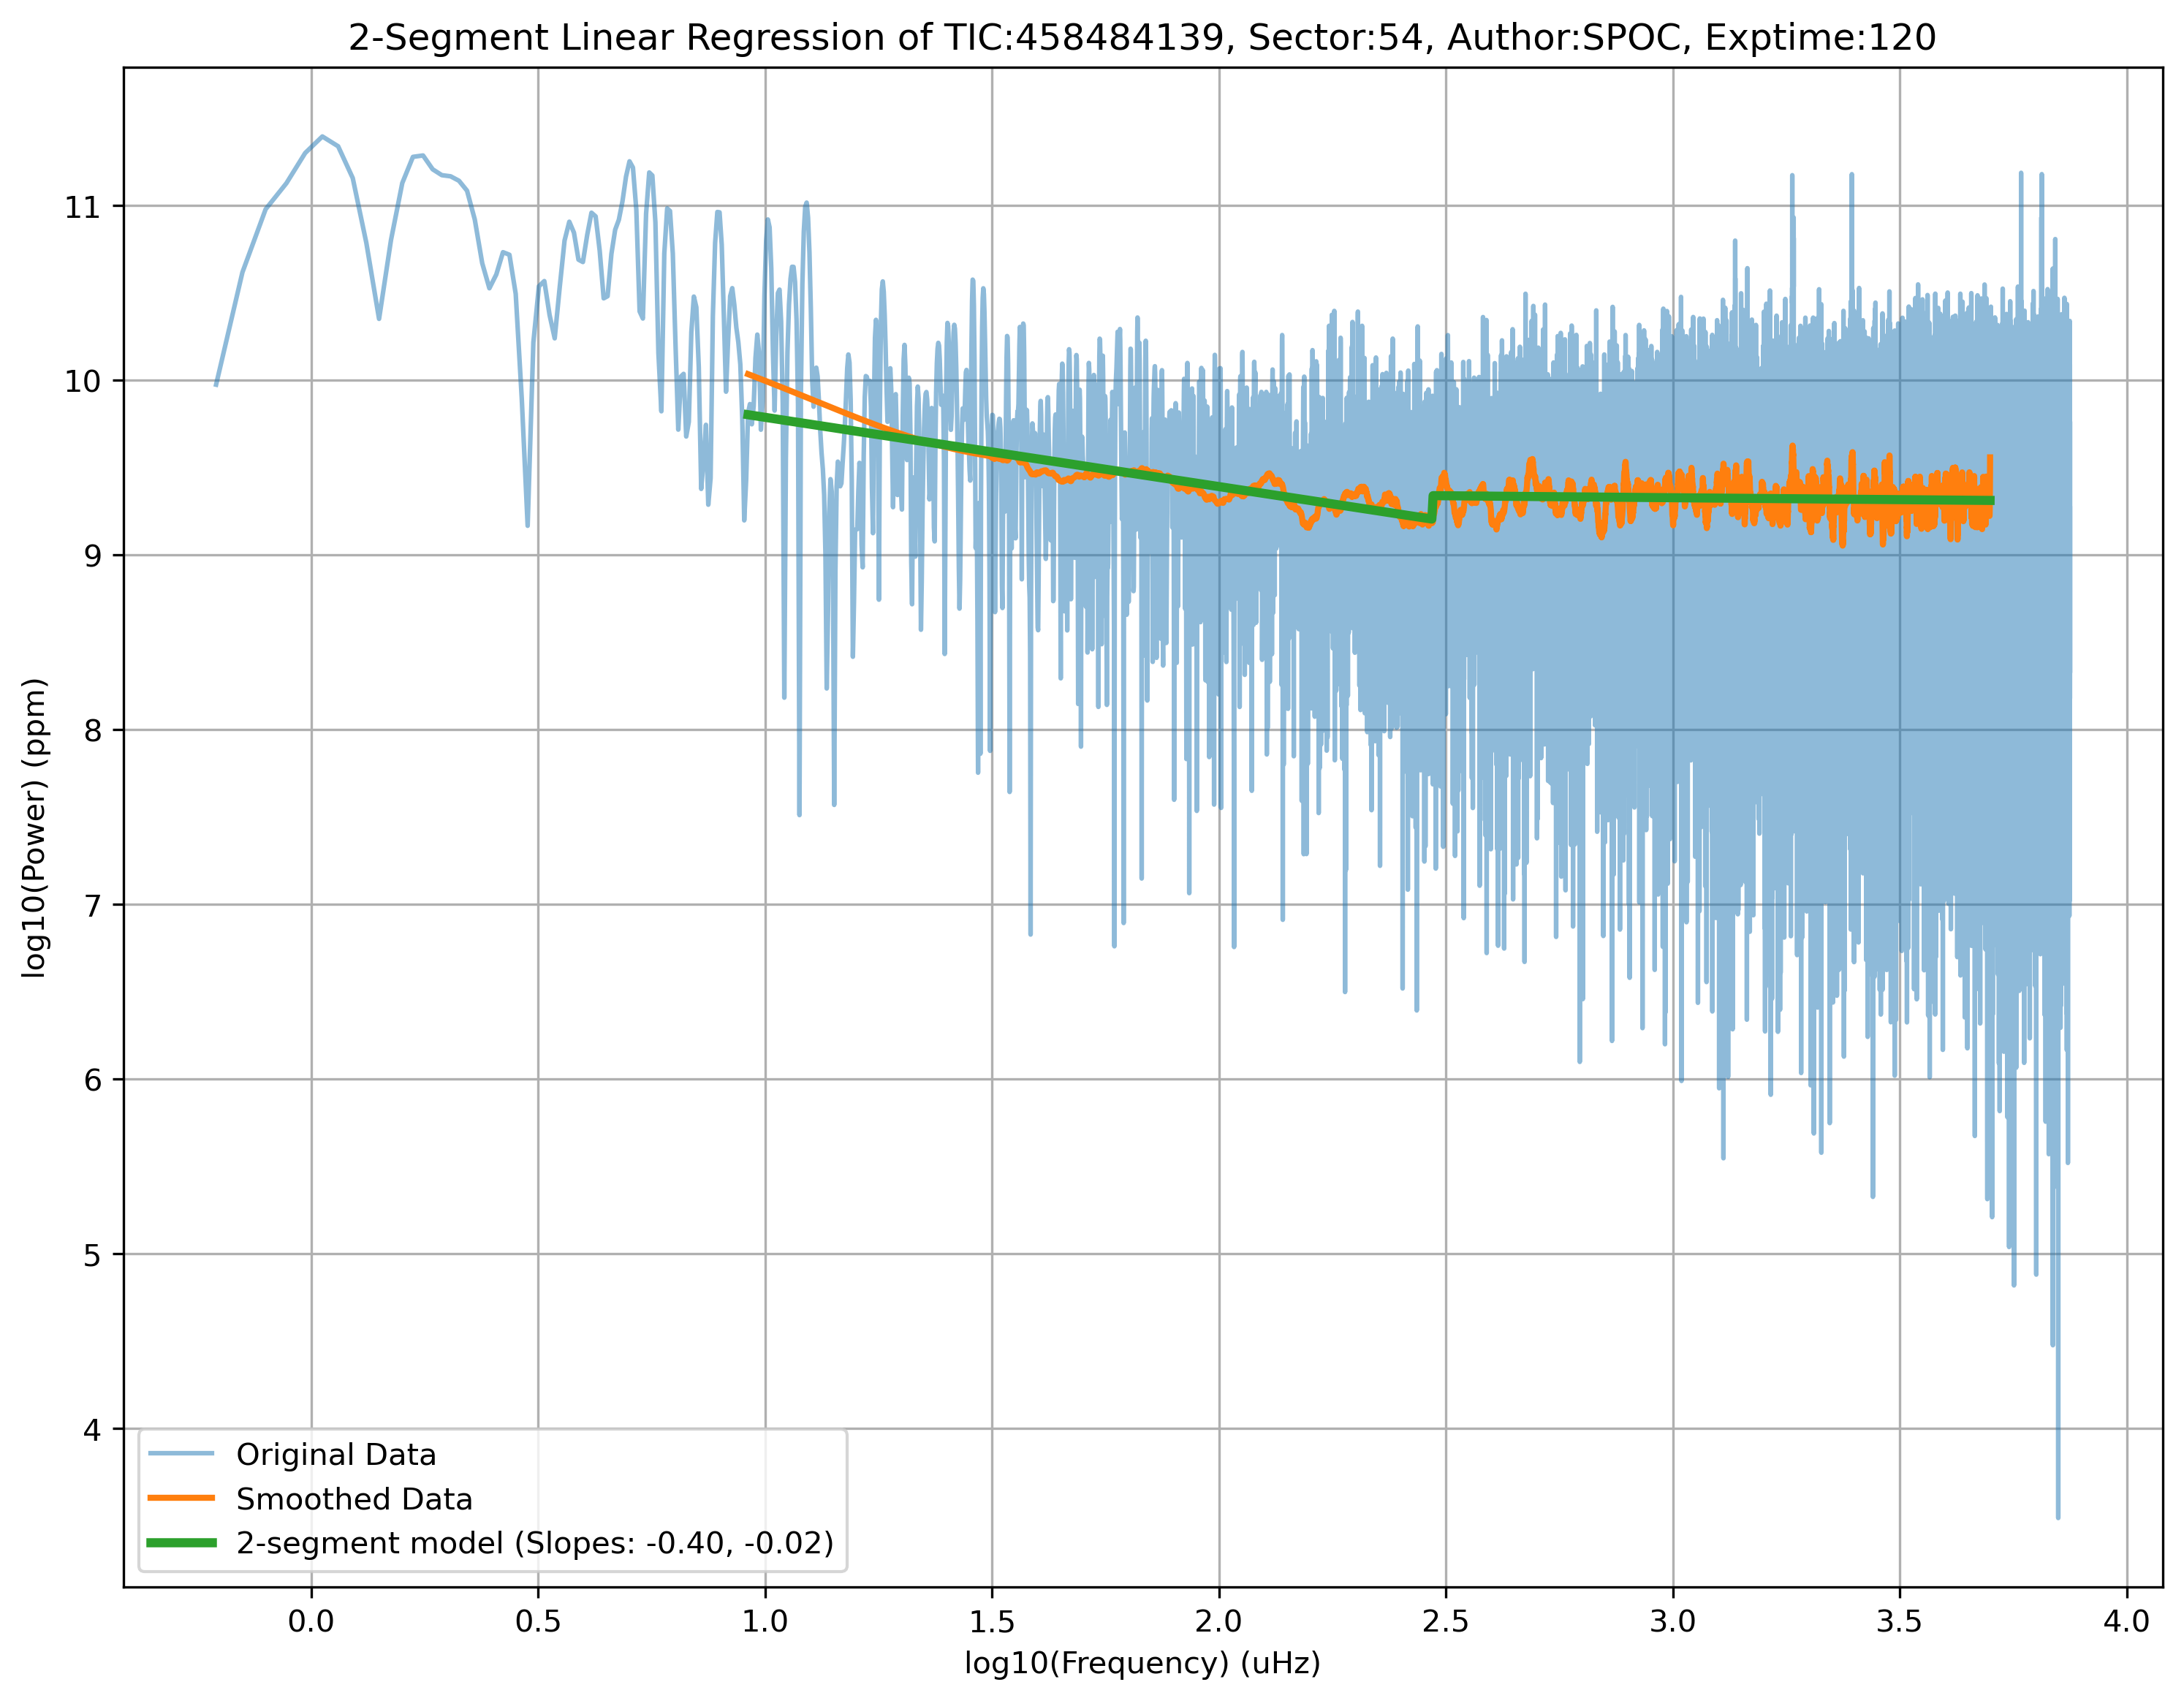 2-Segment Linear Regression of TIC:458484139, Sector:54, Author:SPOC, Exptime:120
log10(Power) (ppm)
11
10
9
8
7
6
5
4
Original Data
Smoothed Data
2-segment model (Slopes: -0.40, -0.02)
0.0 0.5 1.0 1.5 2.0 2.5 3.0 3.5 4.0
log10(Frequency) (uHz)